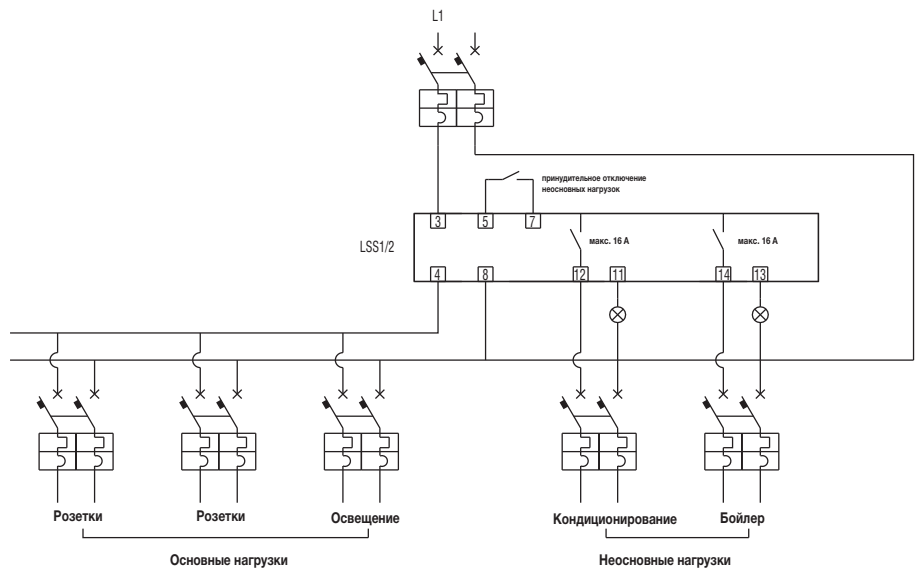 L1
принудительное отключение
неосновных нагрузок
3 5 7
LSS1/2
макс. 16 А макс. 16 А
4 8 12 11 14 13
Розетки Розетки Освещение Кондиционирование Бойлер
Основные нагрузки Неосновные нагрузки